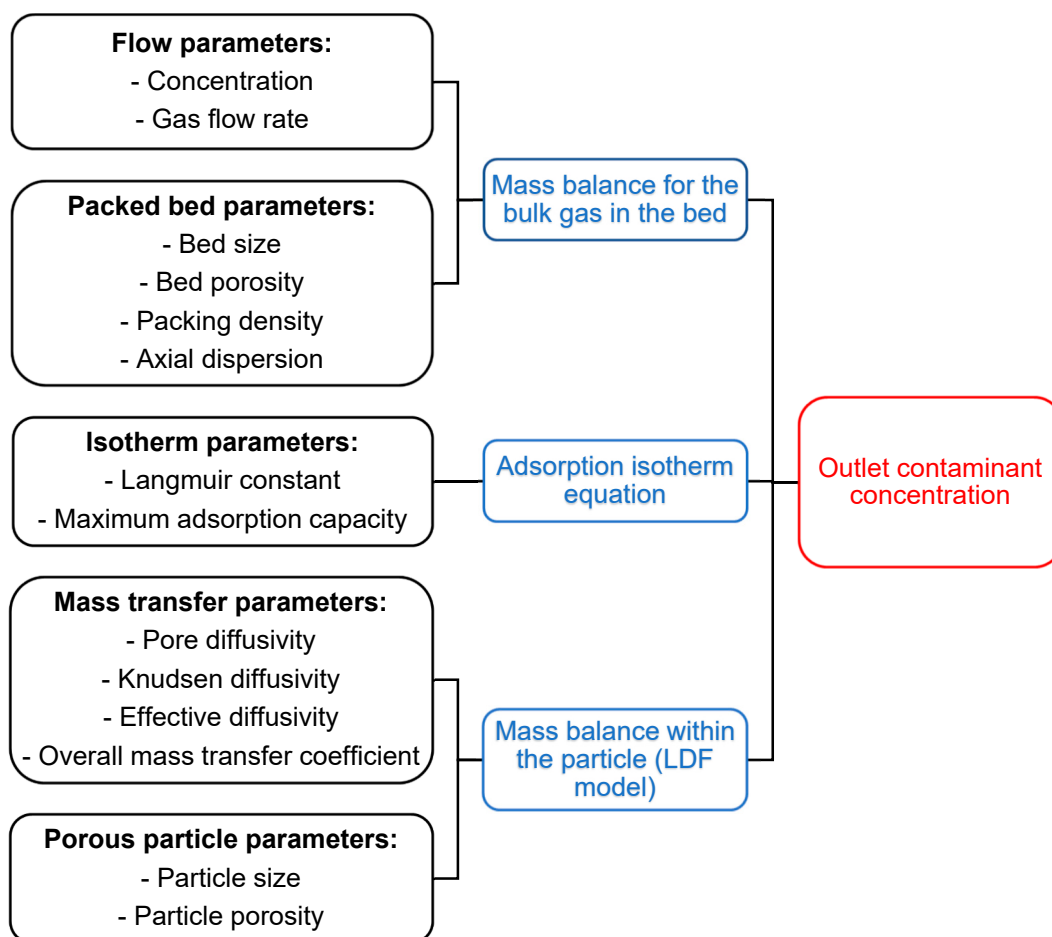 Flow parameters:
- Concentration
- Gas flow rate
Packed bed parameters:
- Bed size
- Bed porosity
- Packing density
- Axial dispersion
Isotherm parameters:
- Langmuir constant
- Maximum adsorption capacity
Mass transfer parameters:
- Pore diffusivity
- Knudsen diffusivity
- Effective diffusivity
- Overall mass transfer coefficient
Porous particle parameters:
- Particle size
- Particle porosity
Mass balance for the
bulk gas in the bed
Adsorption isotherm
equation
Mass balance within
the particle (LDF
model)
Outlet contaminant
concentration